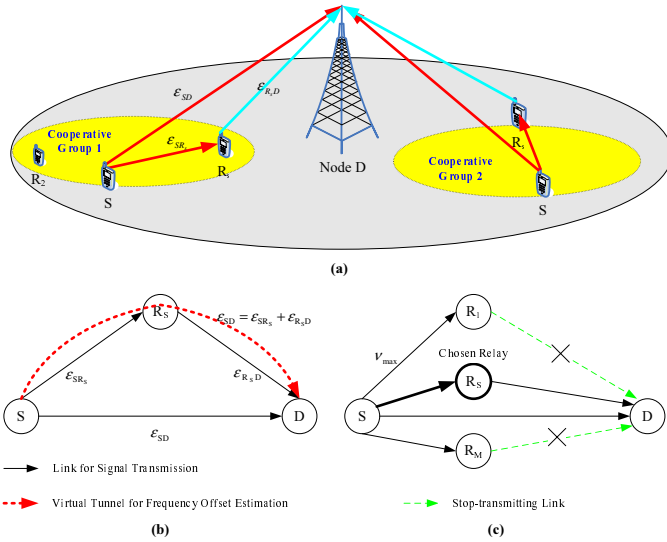 ε_SD
ε_{R_sD}
Cooperative
Group 1
ε_{SR_s}
R_2
S
R_s
Node D
R_s
Cooperative
Group 2
S
(a)
R_S
ε_SD = ε_{SR_S} + ε_{R_SD}
ε_{SR_S}
ε_{R_SD}
S
D
ε_SD
R_1
ν_max
Chosen Relay
R_S
S
D
R_M
Link for Signal Transmission
Virtual Tunnel for Frequency Offset Estimation
Stop-transmitting Link
(b)
(c)